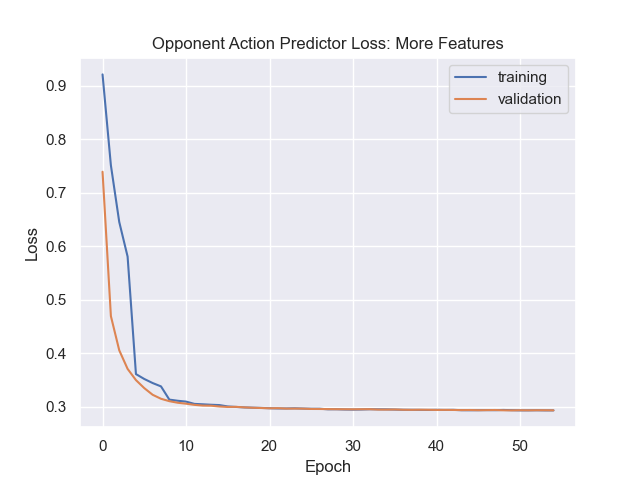 Opponent Action Predictor Loss: More Features
training
validation
0.9
0.8
0.7
0.6
0.5
0.4
0.3
Loss
0
10
20
30
40
50
Epoch